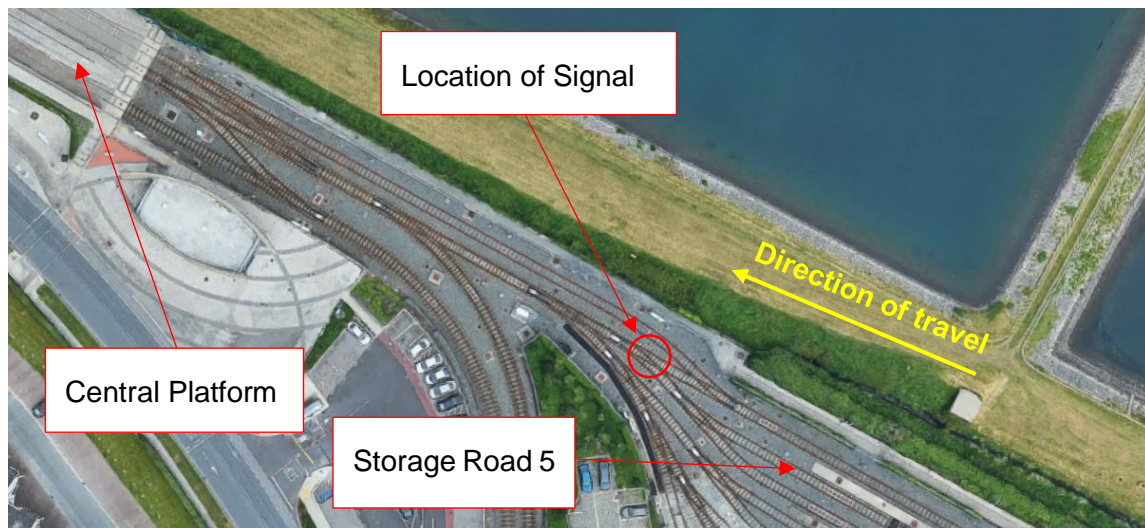 Location of Signal
Direction of travel
Central Platform
Storage Road 5